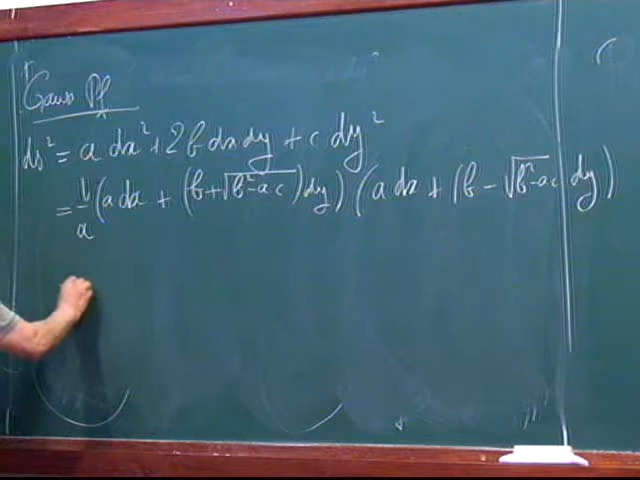 Gauss Pf
ds² = a dx² + 2b dx dy + c dy²
= 1/a (a dx + (b + √(b² - ac)) dy) (a dx + (b - √(b² - ac)) dy)